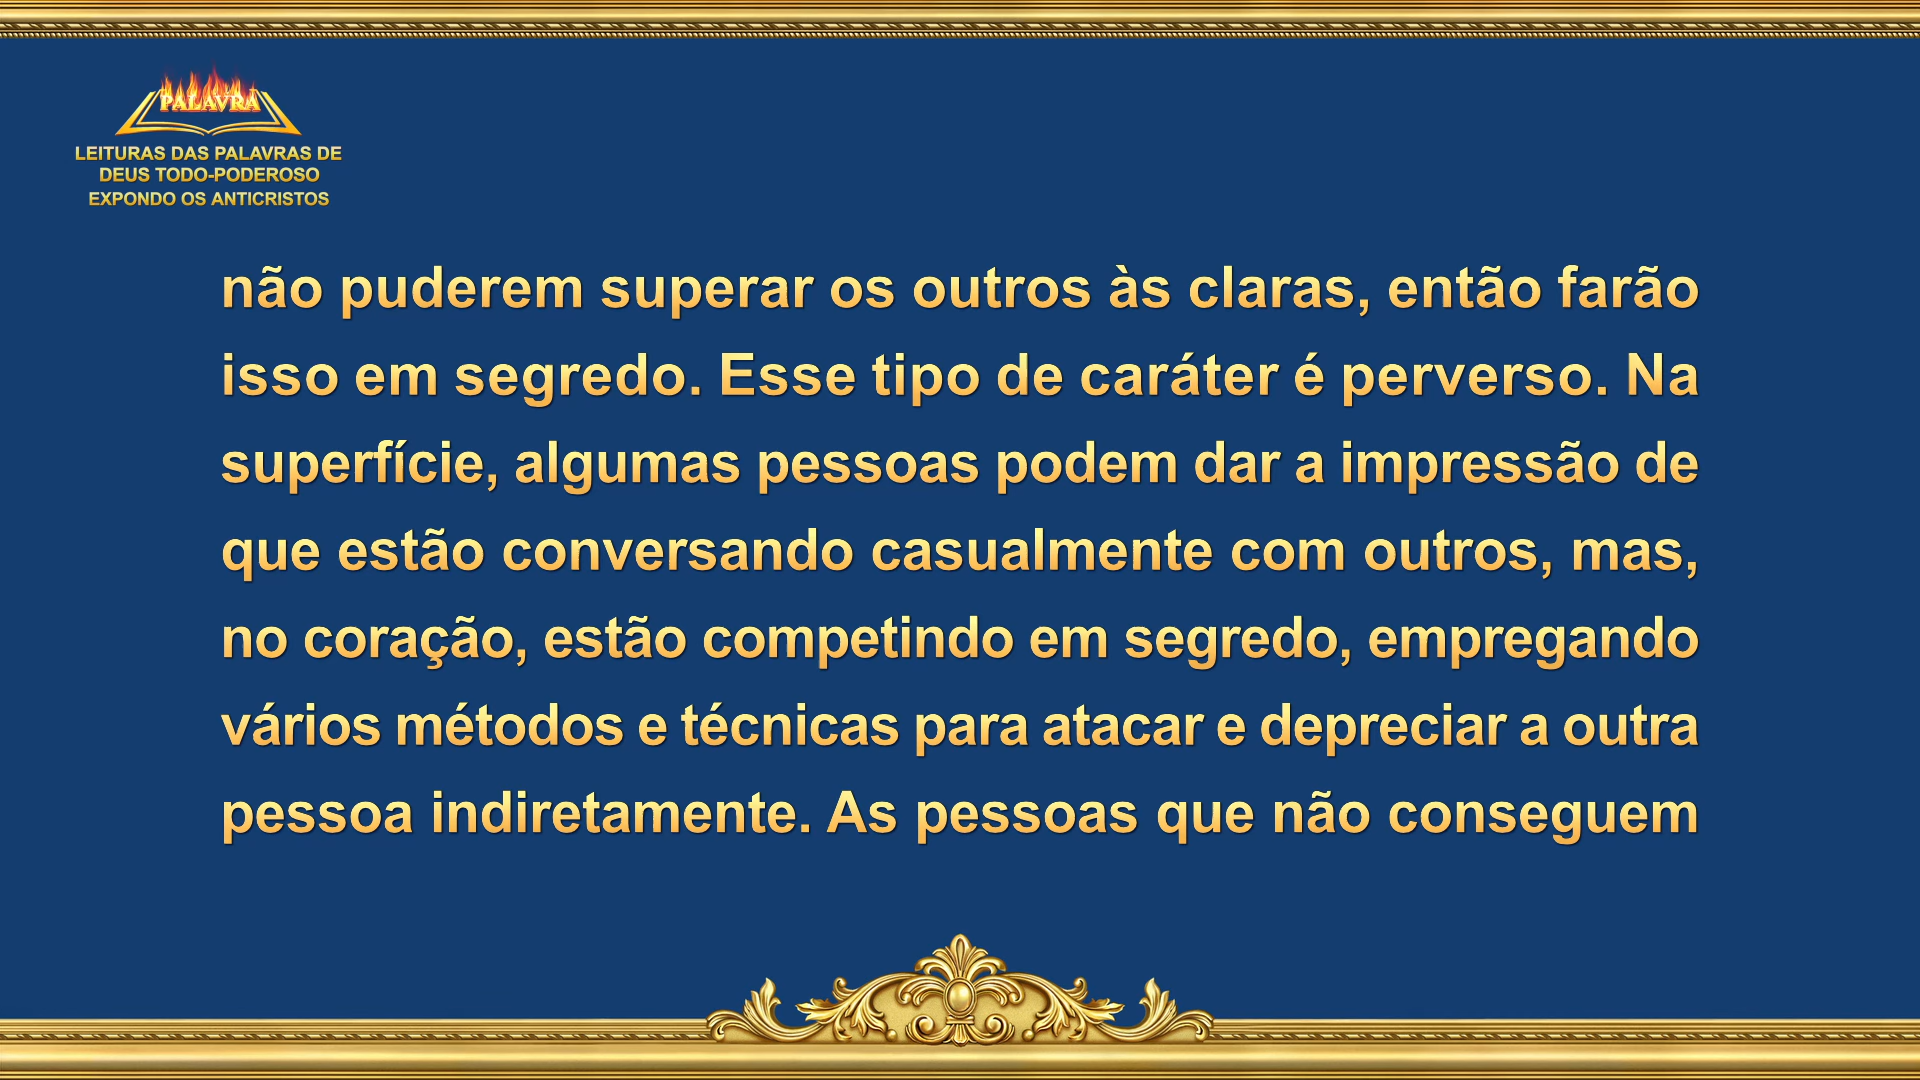 PALAVRA
LEITURAS DAS PALAVRAS DE
DEUS TODO-PODEROSO
EXPONDO OS ANTICRISTOS
não puderem superar os outros às claras, então farão
isso em segredo. Esse tipo de caráter é perverso. Na
superfície, algumas pessoas podem dar a impressão de
que estão conversando casualmente com outros, mas,
no coração, estão competindo em segredo, empregando
vários métodos e técnicas para atacar e depreciar a outra
pessoa indiretamente. As pessoas que não conseguem